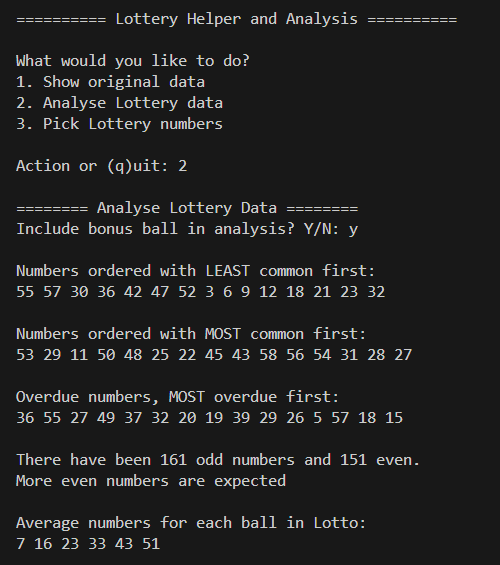 ========== Lottery Helper and Analysis ==========
What would you like to do?
1. Show original data
2. Analyse Lottery data
3. Pick Lottery numbers
Action or (q)uit: 2
======== Analyse Lottery Data ========
Include bonus ball in analysis? Y/N: y
Numbers ordered with LEAST common first:
55 57 30 36 42 47 52 3 6 9 12 18 21 23 32
Numbers ordered with MOST common first:
53 29 11 50 48 25 22 45 43 58 56 54 31 28 27
Overdue numbers, MOST overdue first:
36 55 27 49 37 32 20 19 39 29 26 5 57 18 15
There have been 161 odd numbers and 151 even.
More even numbers are expected
Average numbers for each ball in Lotto:
7 16 23 33 43 51